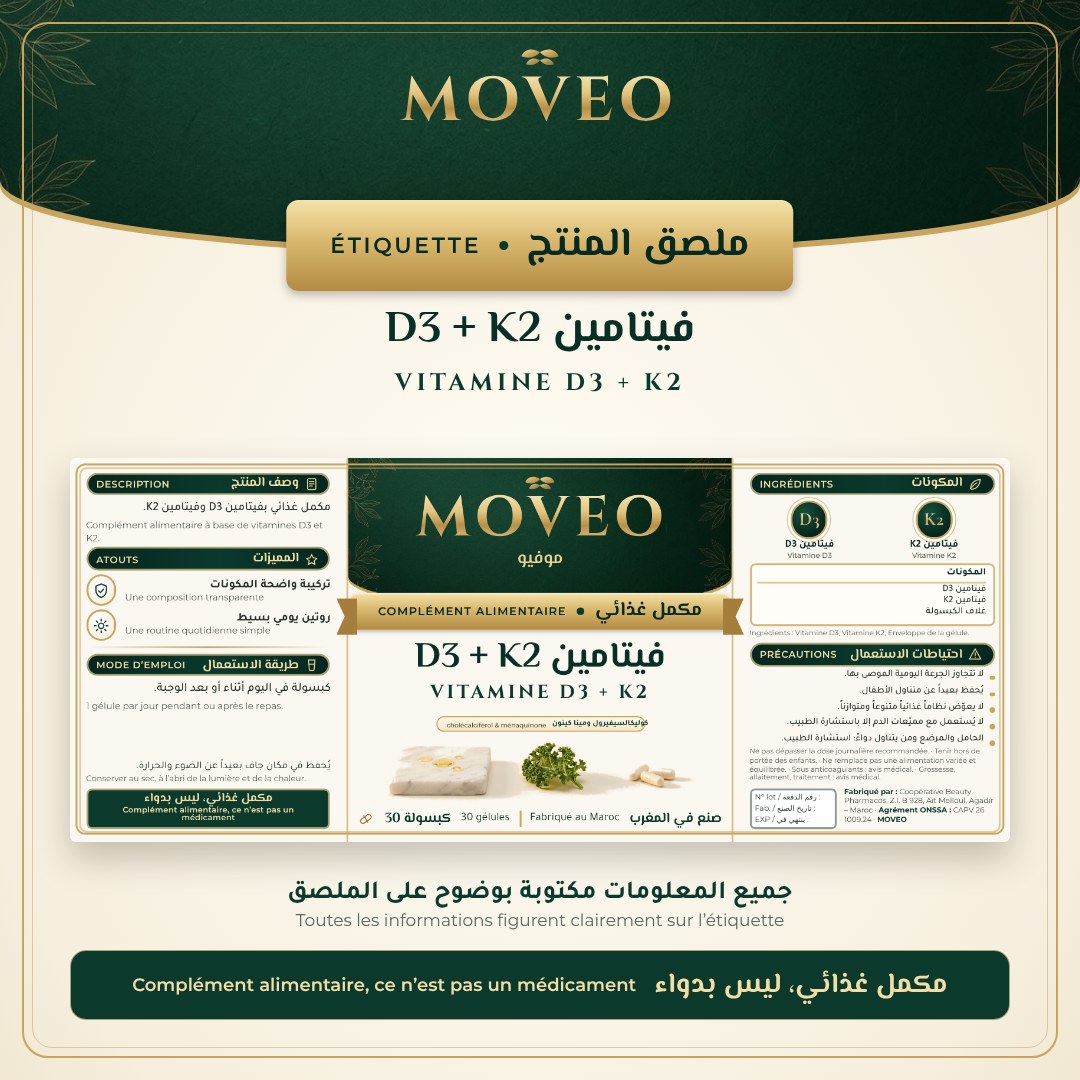 MOVEO
ÉTIQUETTE • ملصق المنتج
فيتامين D3 + K2
VITAMINE D3 + K2
DESCRIPTION وصف المنتج
مكمل غذائي بفيتامين D3 وفيتامين K2.
Complément alimentaire à base de vitamines D3 et
K2.
ATOUTS المميزات
تركيبة واضحة المكونات
Une composition transparente
روتين يومي بسيط
Une routine quotidienne simple
MODE D’EMPLOI طريقة الاستعمال
كبسولة في اليوم أثناء أو بعد الوجبة.
1 gélule par jour pendant ou après le repas.
يُحفظ في مكان جاف بعيداً عن الضوء والحرارة.
Conserver au sec, à l’abri de la lumière et de la chaleur.
مكمل غذائي، ليس بدواء
Complément alimentaire, ce n’est pas un
médicament
MOVEO
موفيو
COMPLÉMENT ALIMENTAIRE • مكمل غذائي
فيتامين D3 + K2
VITAMINE D3 + K2
cholécalciférol & ménaquinone كوليكالسيفيرول ومينا كينون
30 كبسولة 30 gélules | Fabriqué au Maroc صنع في المغرب
INGRÉDIENTS المكونات
D3 K2
فيتامين D3 فيتامين K2
Vitamine D3 Vitamine K2
المكونات
فيتامين D3
فيتامين K2
غلاف الكبسولة
Ingrédients : Vitamine D3, Vitamine K2, Enveloppe de la gélule.
PRÉCAUTIONS احتياطات الاستعمال
لا تتجاوز الجرعة اليومية الموصى بها.
يُحفظ بعيداً عن متناول الأطفال.
لا يعوّض نظاماً غذائياً متنوعاً ومتوازناً.
لا يُستعمل مع مميّعات الدم إلا باستشارة الطبيب.
الحامل والمرضع ومن يتناول دواءً: استشارة الطبيب.
Ne pas dépasser la dose journalière recommandée. · Tenir hors de
portée des enfants. · Ne remplace pas une alimentation variée et
équilibrée. · Sous anticoagulants : avis médical. · Grossesse,
allaitement, traitement : avis médical.
N° lot / رقم الدفعة :
Fab. / تاريخ الصنع :
EXP / ينتهي في :
Fabriqué par : Coopérative Beauty
Pharmacos, Z.I. B 928, Ait Melloul, Agadir
– Maroc · Agrément ONSSA : CAPV 26
1009.24 · MOVEO
جميع المعلومات مكتوبة بوضوح على الملصق
Toutes les informations figurent clairement sur l’étiquette
Complément alimentaire, ce n’est pas un médicament مكمل غذائي، ليس بدواء